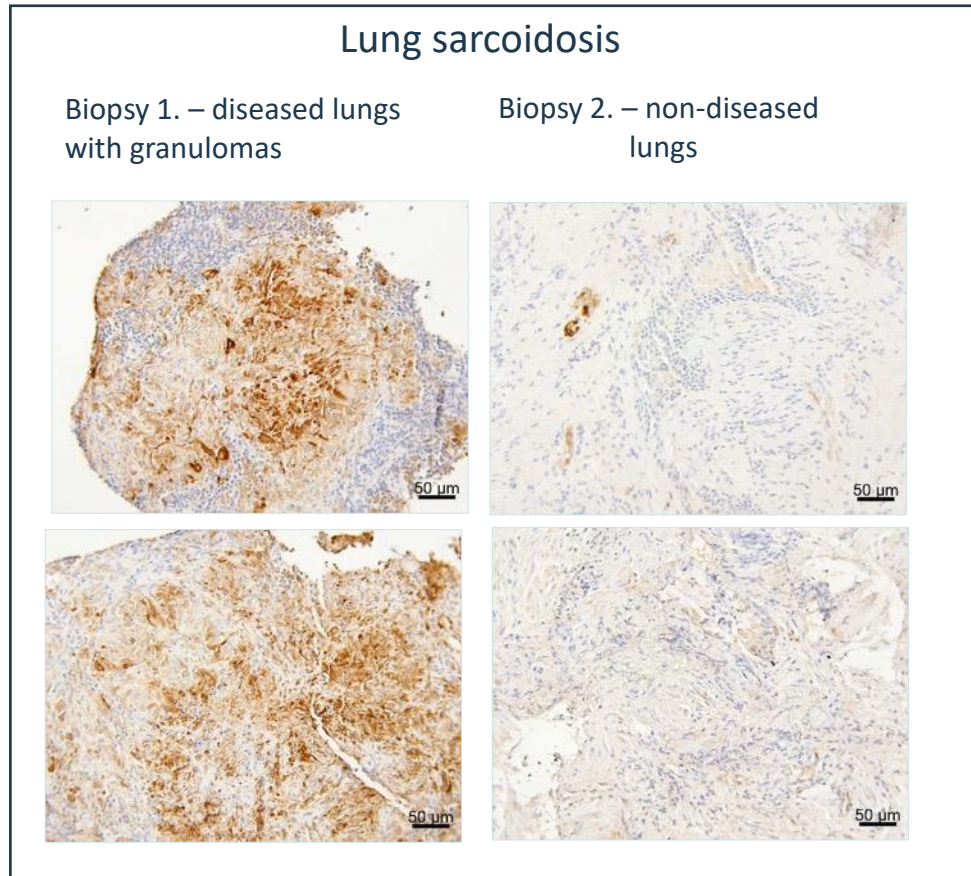 Lung sarcoidosis
Biopsy 1. – diseased lungs
with granulomas
Biopsy 2. – non-diseased
lungs
50 µm
50 µm
50 µm
50 µm